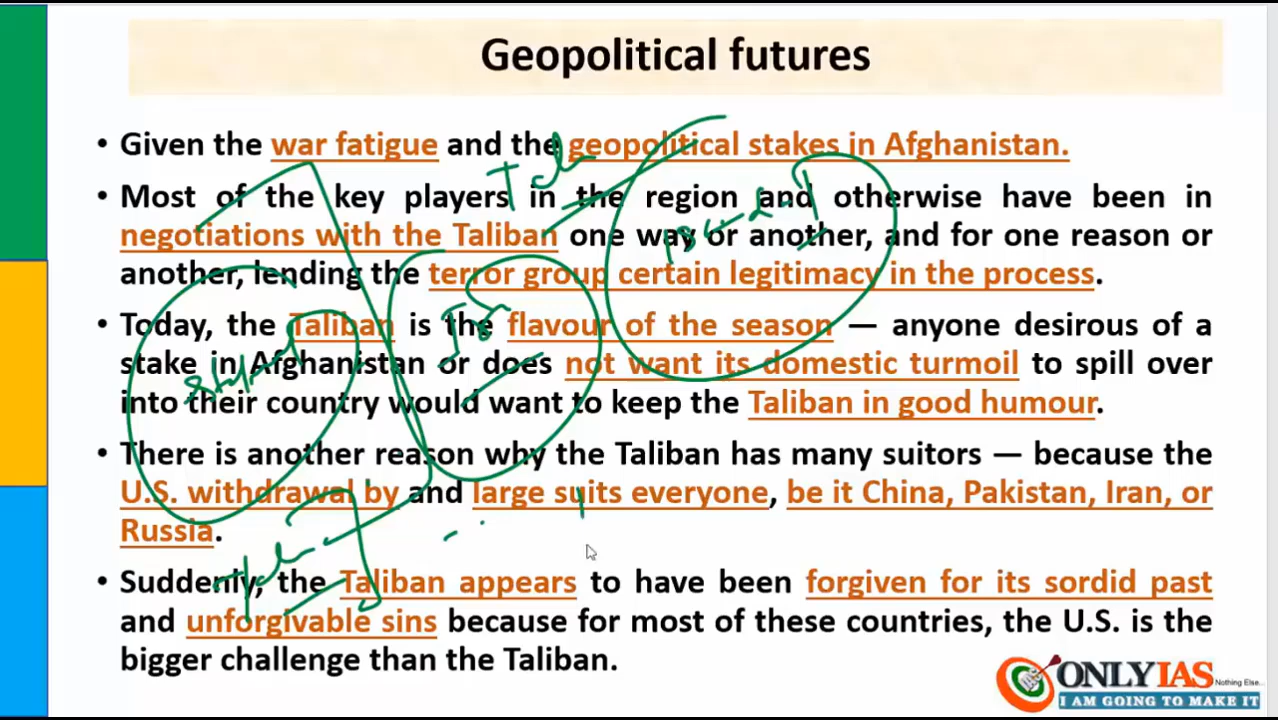 Geopolitical futures
• Given the war fatigue and the geopolitical stakes in Afghanistan.
• Most of the key players in the region and otherwise have been in
negotiations with the Taliban one way or another, and for one reason or
another, lending the terror group certain legitimacy in the process.
• Today, the Taliban is the flavour of the season — anyone desirous of a
stake in Afghanistan or does not want its domestic turmoil to spill over
into their country would want to keep the Taliban in good humour.
• There is another reason why the Taliban has many suitors — because the
U.S. withdrawal by and large suits everyone, be it China, Pakistan, Iran, or
Russia.
• Suddenly, the Taliban appears to have been forgiven for its sordid past
and unforgivable sins because for most of these countries, the U.S. is the
bigger challenge than the Taliban.
ONLY IAS
Nothing Else...
I AM GOING TO MAKE IT